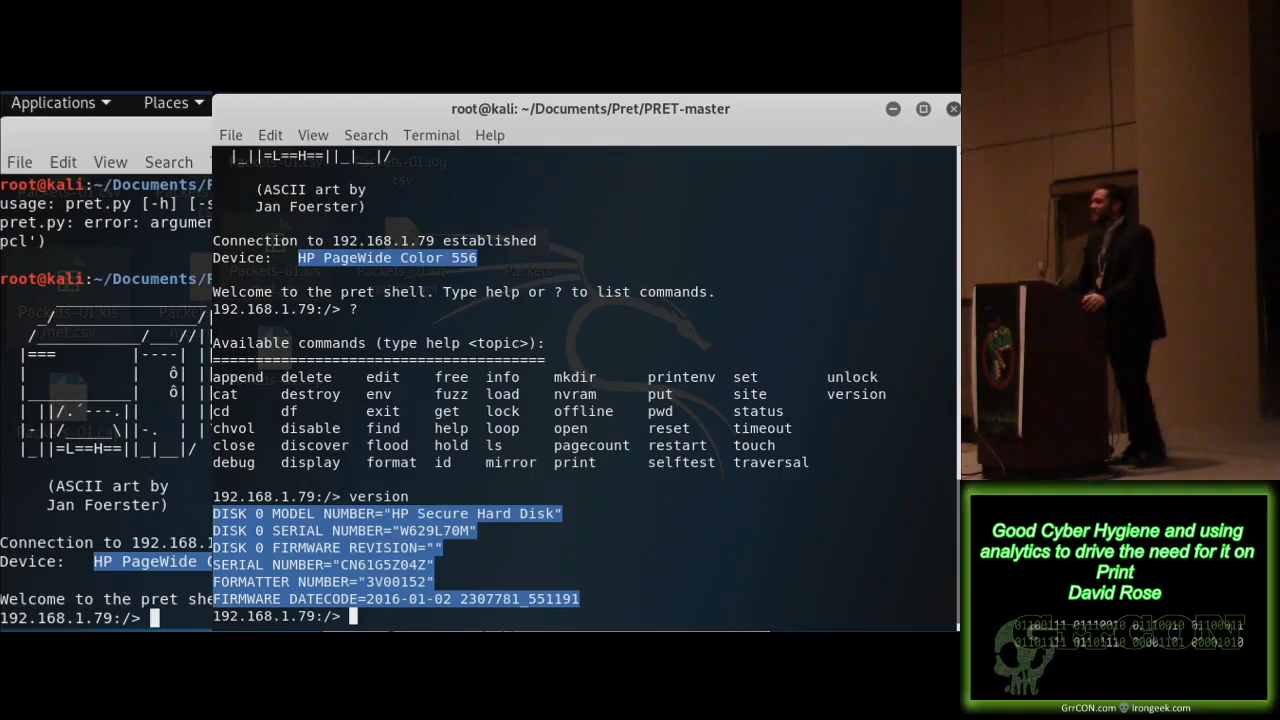 Applications Places
File Edit View Search
root@kali:~/Documents/P
usage: pret.py [-h] [-s
pret.py: error: argumen
pcl')
root@kali:~/Documents/P
(ASCII art by
Jan Foerster)
Connection to 192.168.1
Device: HP PageWide C
Welcome to the pret she
192.168.1.79:/>
root@kali: ~/Documents/Pret/PRET-master
File Edit View Search Terminal Help
(ASCII art by
Jan Foerster)
Connection to 192.168.1.79 established
Device: HP PageWide Color 556
Welcome to the pret shell. Type help or ? to list commands.
192.168.1.79:/> ?
Available commands (type help <topic>):
=======================================
append delete edit free info mkdir printenv set unlock
cat destroy env fuzz load nvram put site version
cd df exit get lock offline pwd status
chvol disable find help loop open reset timeout
close discover flood hold ls pagecount restart touch
debug display format id mirror print selftest traversal
192.168.1.79:/> version
DISK 0 MODEL NUMBER="HP Secure Hard Disk"
DISK 0 SERIAL NUMBER="W629L70M"
DISK 0 FIRMWARE REVISION=""
SERIAL NUMBER="CN61G5Z04Z"
FORMATTER NUMBER="3V00152"
FIRMWARE DATECODE=2016-01-02 2307781_551191
192.168.1.79:/>
Good Cyber Hygiene and using
analytics to drive the need for it on
Print
David Rose
GrrCON
GrrCON.com Irongeek.com